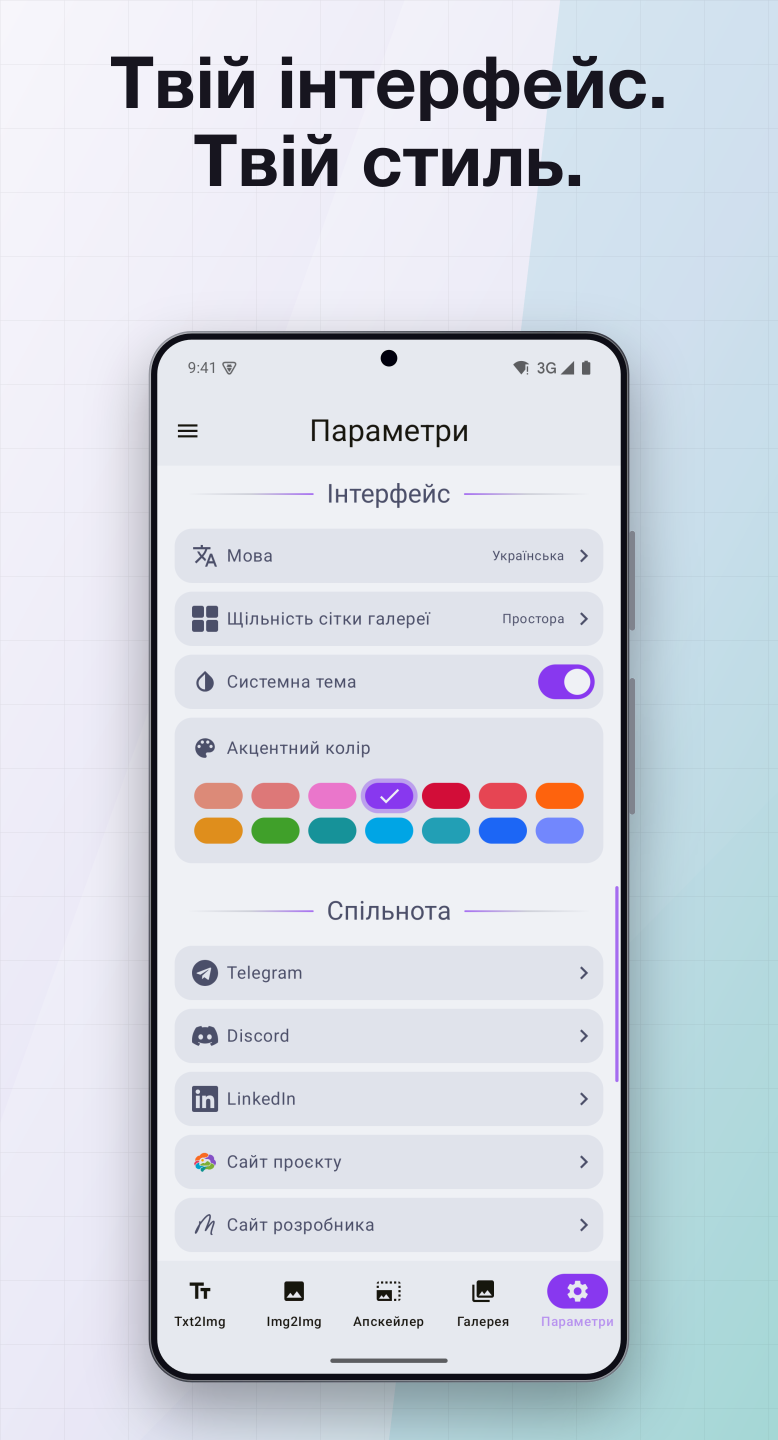 Твій інтерфейс.
Твій стиль.
9:41
3G
Параметри
Інтерфейс
Мова
Українська
Щільність сітки галереї
Простора
Системна тема
Акцентний колір
Спільнота
Telegram
Discord
LinkedIn
Сайт проєкту
Сайт розробника
Txt2Img
Img2Img
Апскейлер
Галерея
Параметри